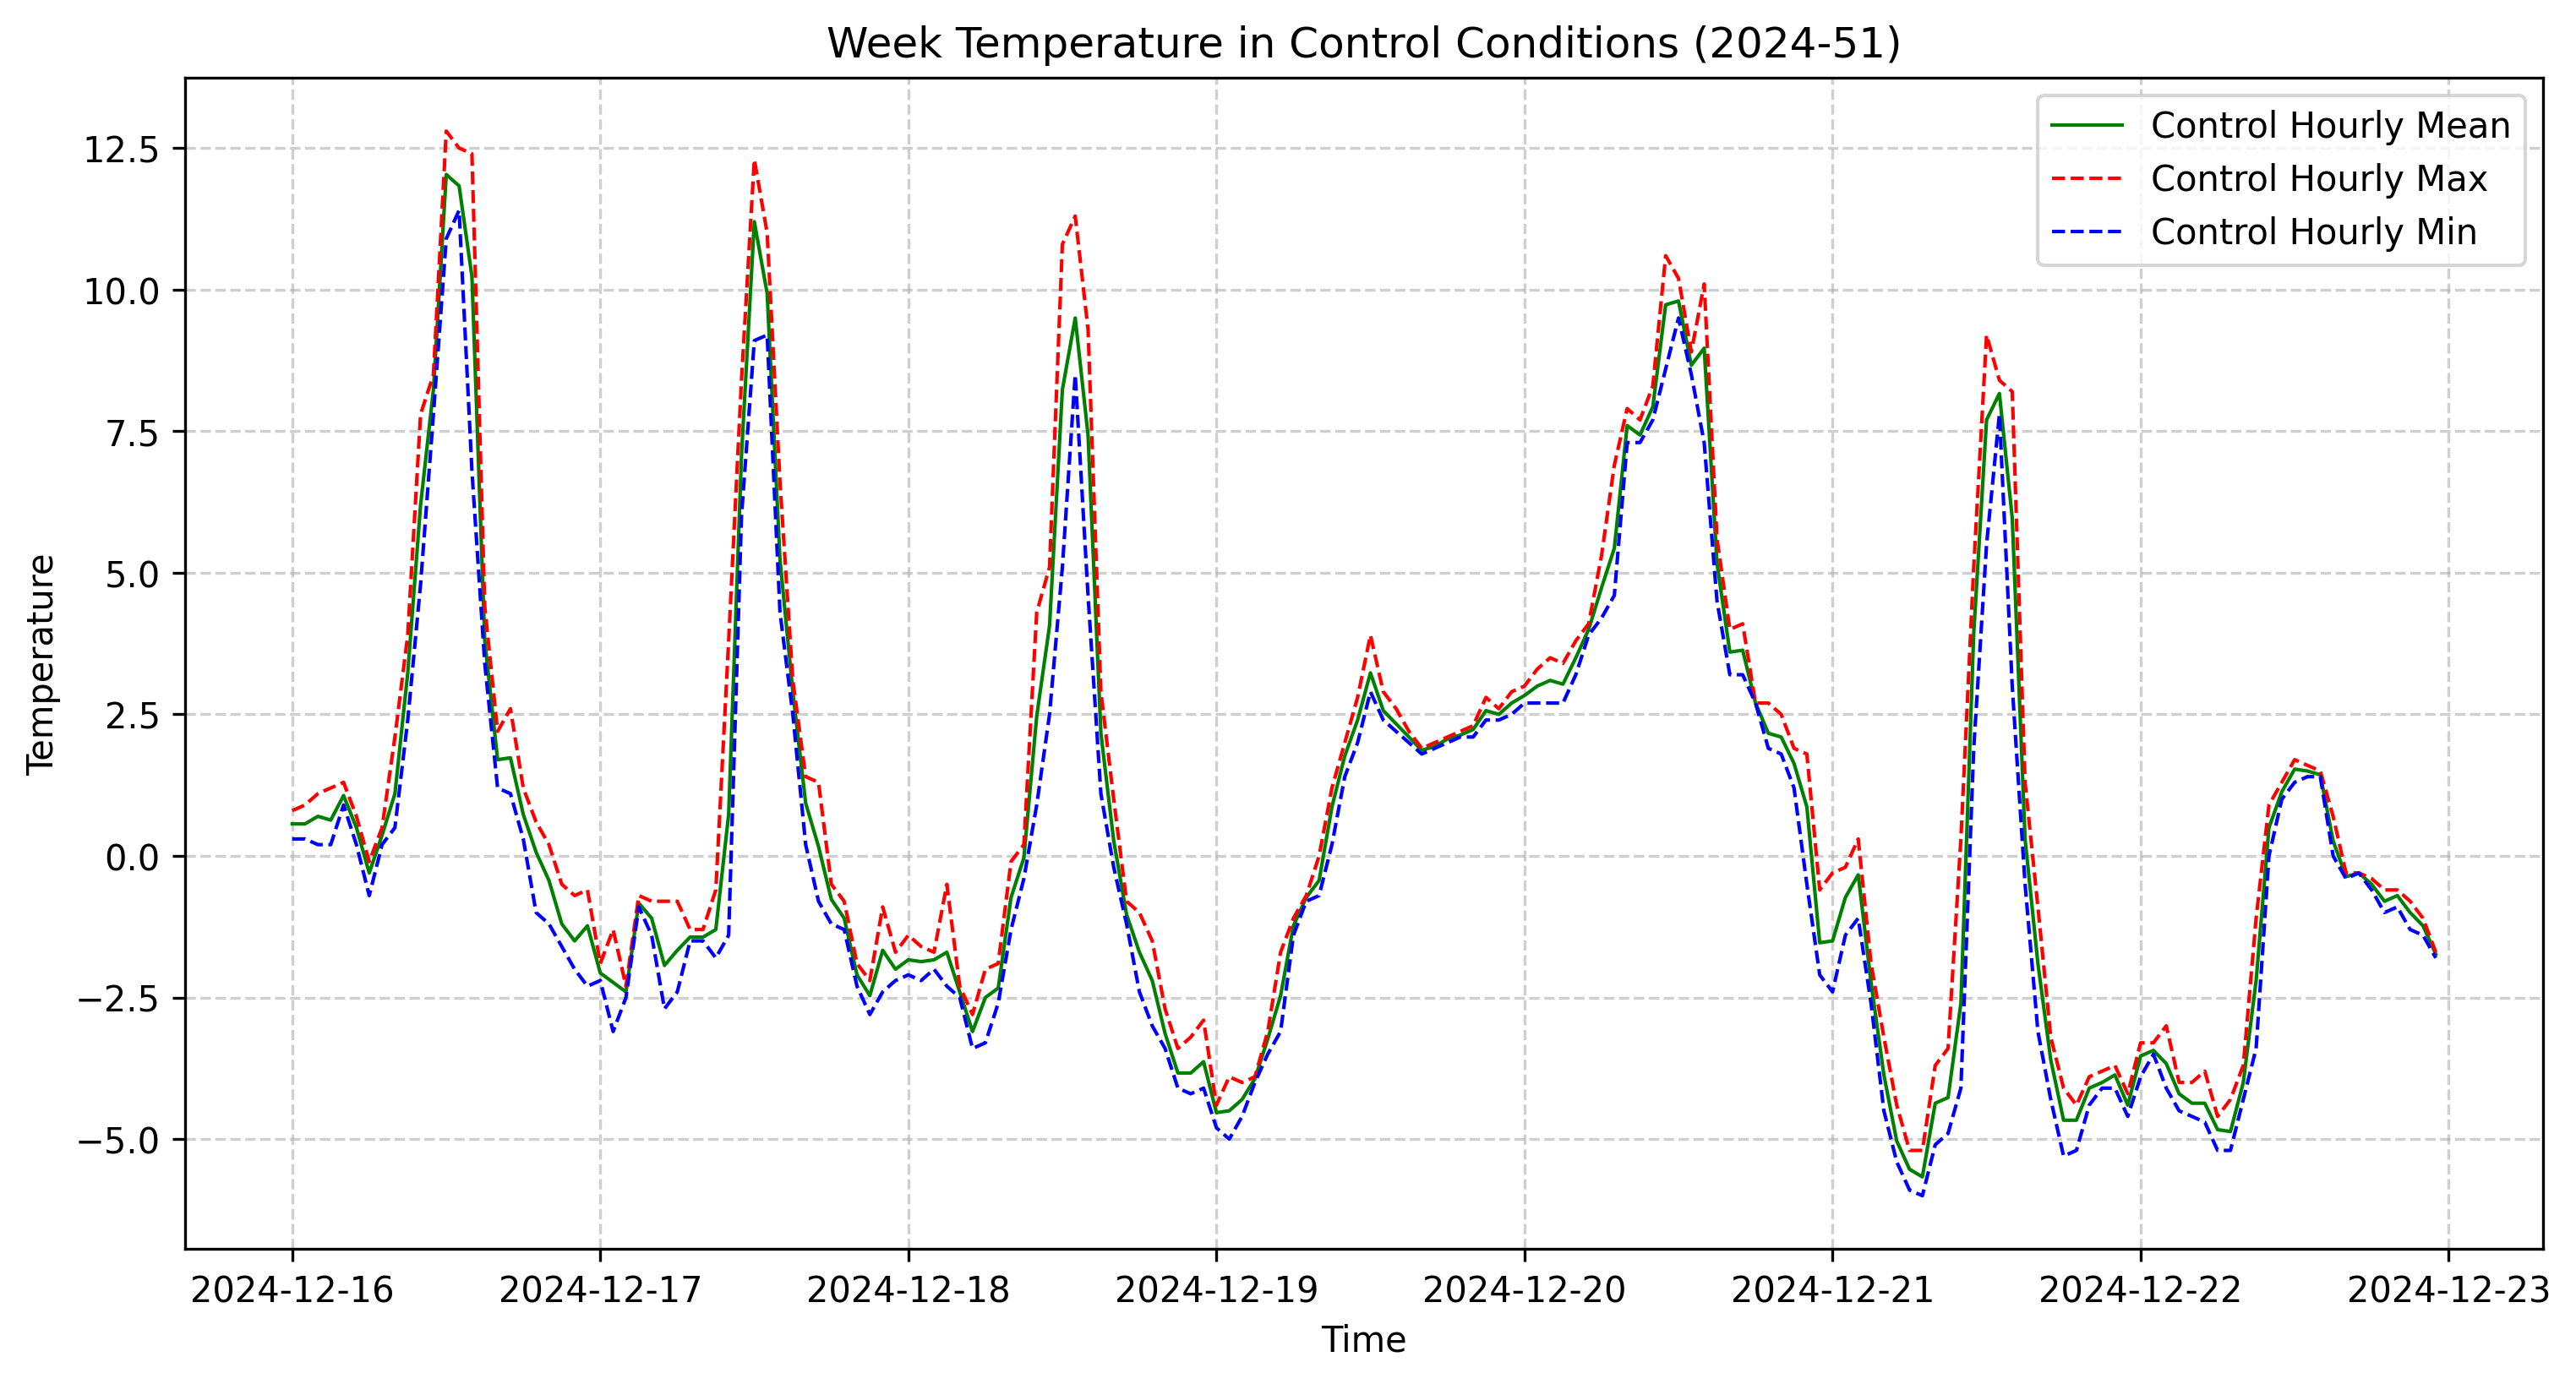 Week Temperature in Control Conditions (2024-51)
Control Hourly Mean
Control Hourly Max
Control Hourly Min
Temperature
12.5
10.0
7.5
5.0
2.5
0.0
−2.5
−5.0
2024-12-16 2024-12-17 2024-12-18 2024-12-19 2024-12-20 2024-12-21 2024-12-22 2024-12-23
Time